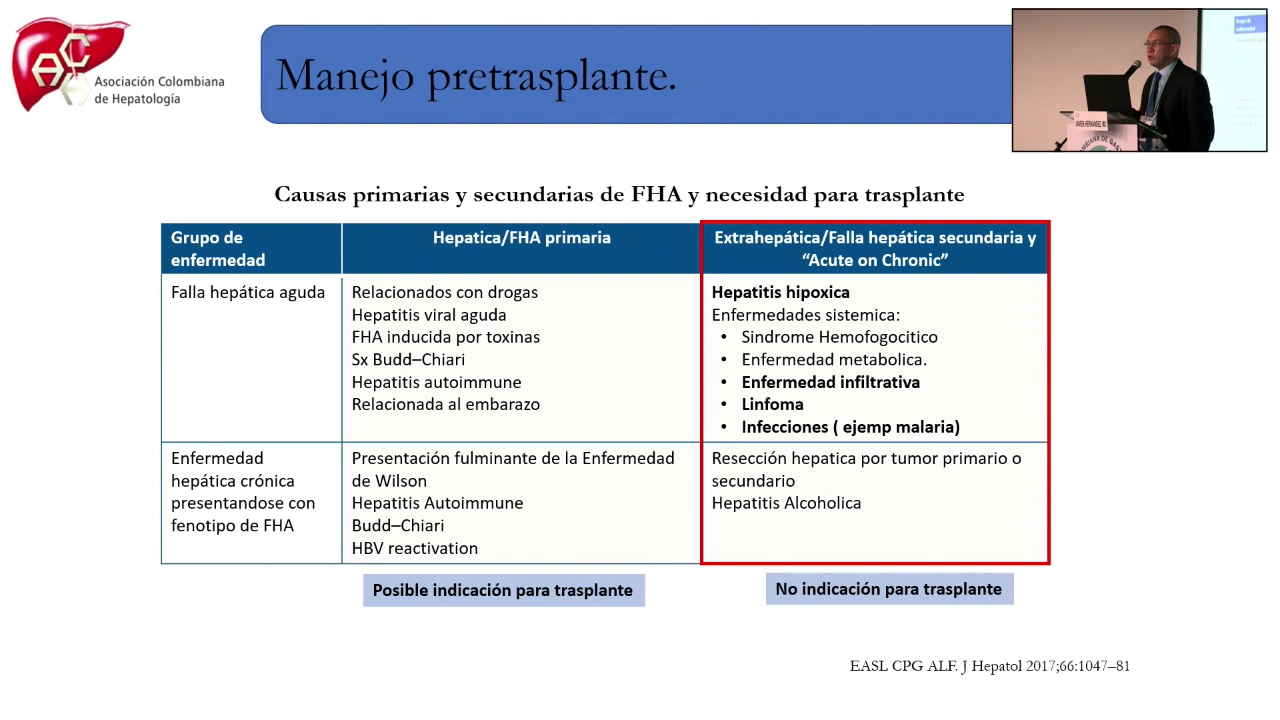 ACH
Asociación Colombiana
de Hepatología
Manejo pretrasplante.
JAVIER HERNANDEZ, MD
Causas primarias y secundarias de FHA y necesidad para trasplante
Grupo de
enfermedad
Hepatica/FHA primaria
Extrahepática/Falla hepática secundaria y
“Acute on Chronic”
Falla hepática aguda
Relacionados con drogas
Hepatitis viral aguda
FHA inducida por toxinas
Sx Budd–Chiari
Hepatitis autoimmune
Relacionada al embarazo
Hepatitis hipoxica
Enfermedades sistemica:
• Sindrome Hemofogocitico
• Enfermedad metabolica.
• Enfermedad infiltrativa
• Linfoma
• Infecciones ( ejemp malaria)
Enfermedad
hepática crónica
presentandose con
fenotipo de FHA
Presentación fulminante de la Enfermedad
de Wilson
Hepatitis Autoimmune
Budd–Chiari
HBV reactivation
Resección hepatica por tumor primario o
secundario
Hepatitis Alcoholica
Posible indicación para trasplante
No indicación para trasplante
EASL CPG ALF. J Hepatol 2017;66:1047–81